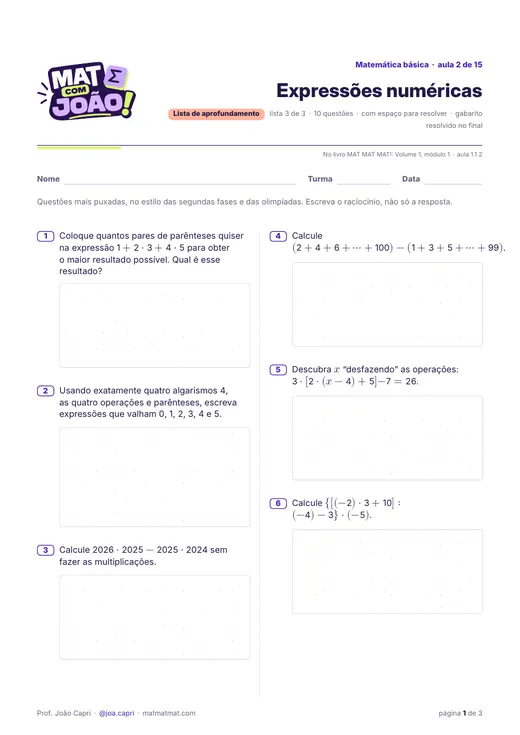 MAT
COM
JOÃO!
Σ
Matemática básica · aula 2 de 15
Expressões numéricas
Lista de aprofundamento lista 3 de 3 · 10 questões · com espaço para resolver · gabarito
resolvido no final
No livro MAT MAT MAT!: Volume 1, módulo 1 · aula 1.1.2
Nome Turma Data
Questões mais puxadas, no estilo das segundas fases e das olimpíadas. Escreva o raciocínio, não só a resposta.
1 Coloque quantos pares de parênteses quiser
na expressão 1 + 2 · 3 + 4 · 5 para obter
o maior resultado possível. Qual é esse
resultado?
2 Usando exatamente quatro algarismos 4,
as quatro operações e parênteses, escreva
expressões que valham 0, 1, 2, 3, 4 e 5.
3 Calcule 2026 · 2025 − 2025 · 2024 sem
fazer as multiplicações.
4 Calcule
(2 + 4 + 6 + ⋯ + 100) − (1 + 3 + 5 + ⋯ + 99).
5 Descubra x “desfazendo” as operações:
3 · [2 · (x − 4) + 5]−7 = 26.
6 Calcule {[(−2) · 3 + 10] :
(−4) − 3} · (−5).
Prof. João Capri · @joa.capri · matmatmat.com
página 1 de 3